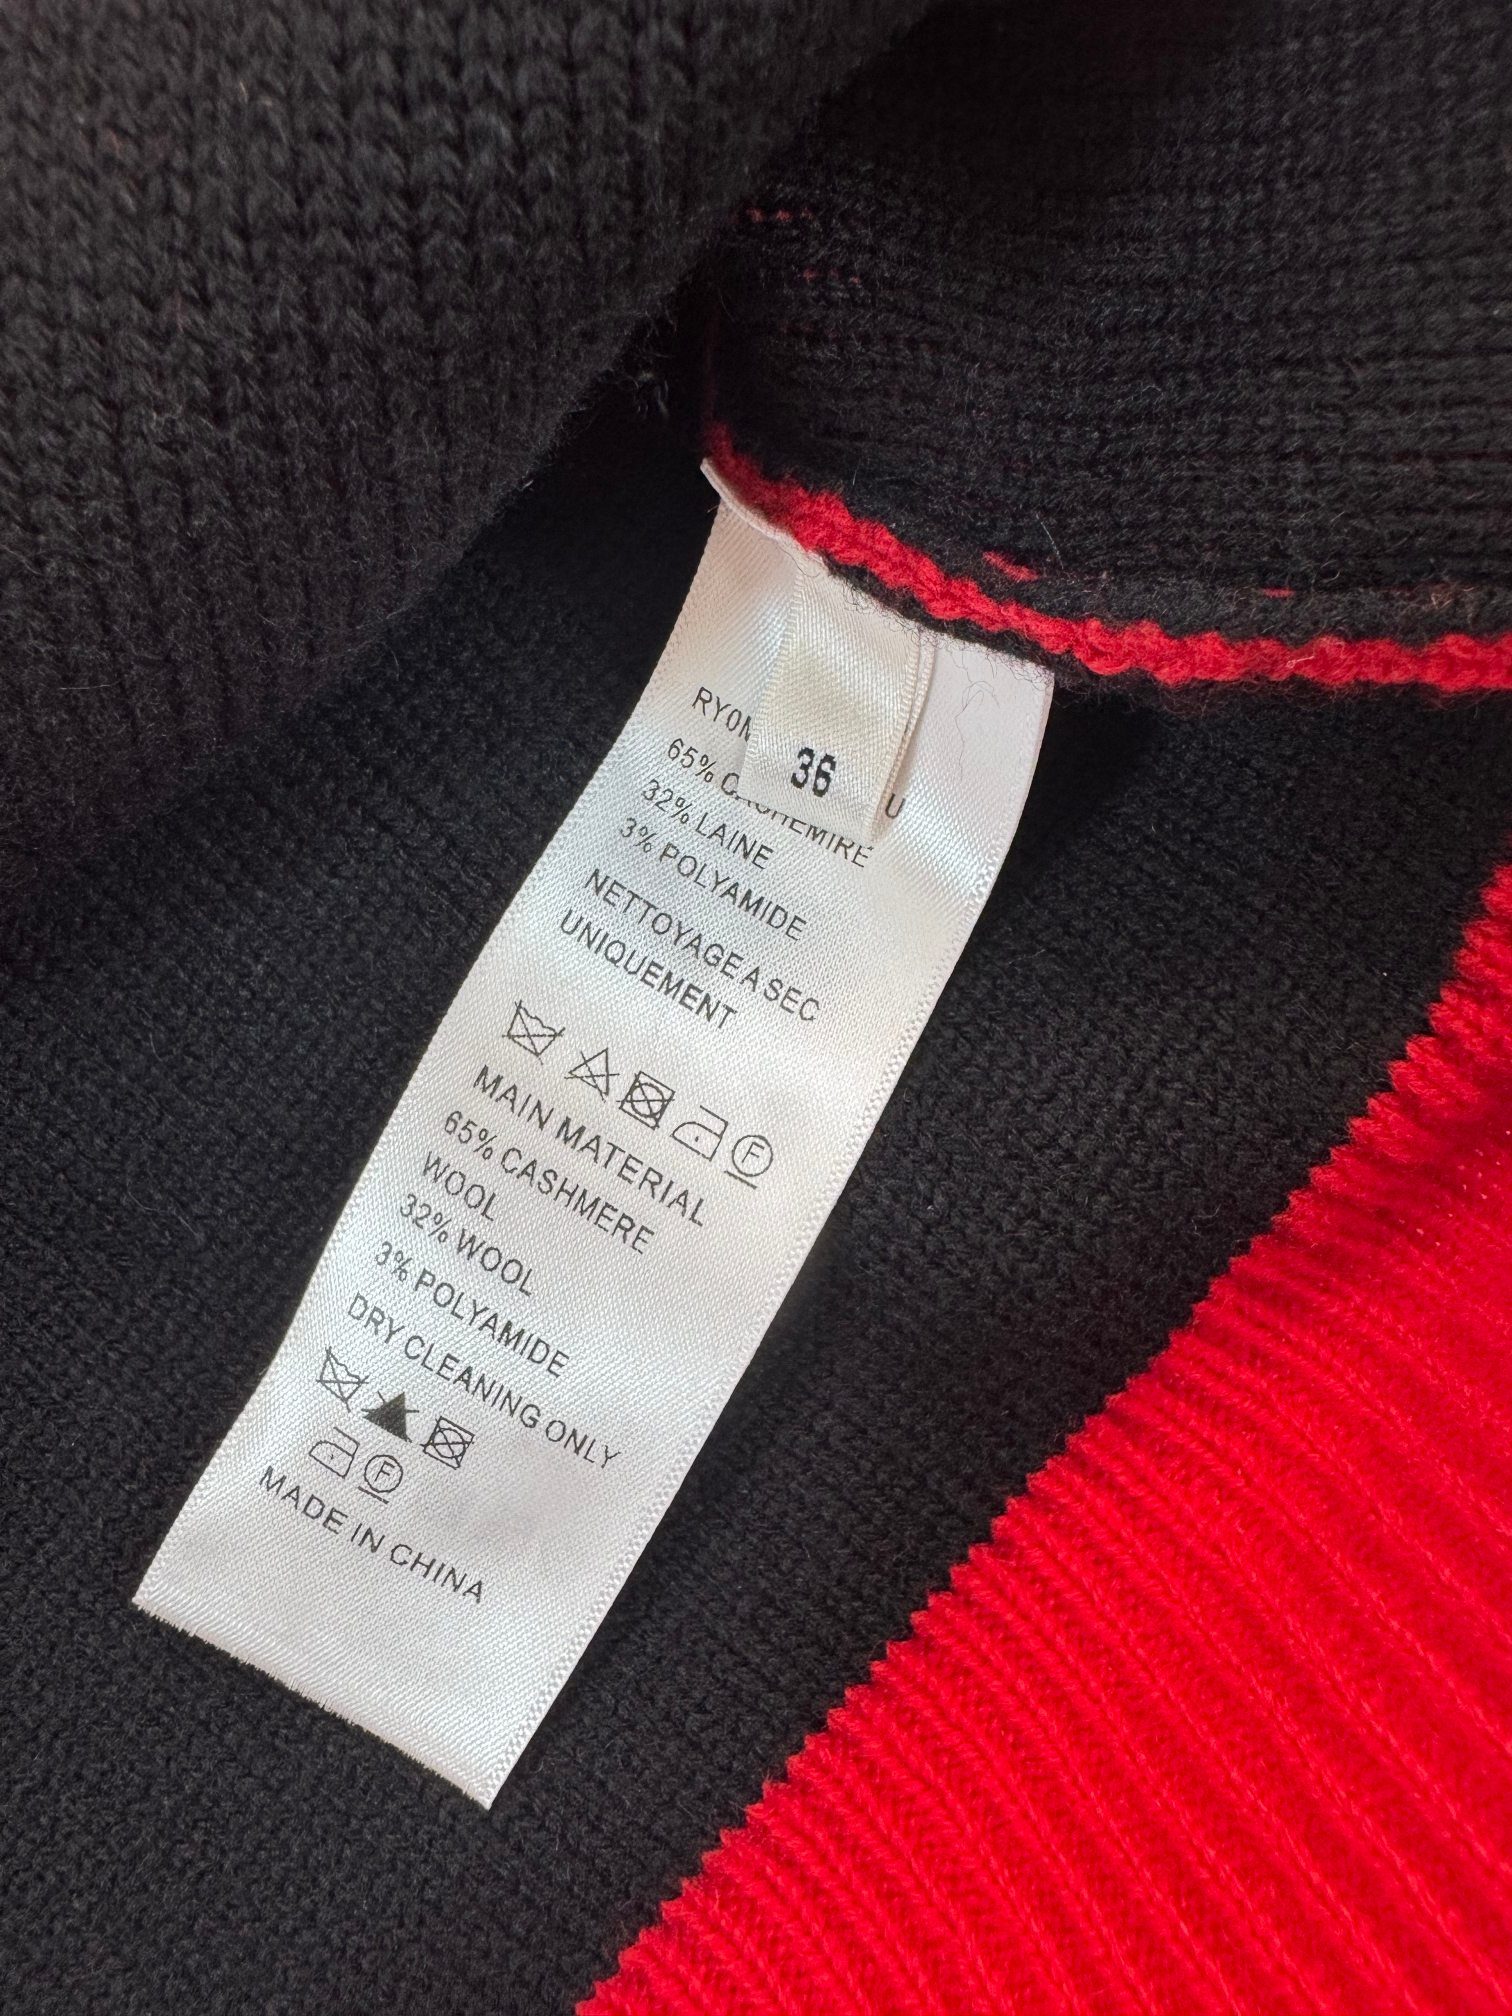 36
U
65% CACHEMIRE
32% LAINE
3% POLYAMIDE
NETTOYAGE A SEC
UNIQUEMENT
F
MAIN MATERIAL
65% CASHMERE
WOOL
32% WOOL
3% POLYAMIDE
DRY CLEANING ONLY
F
MADE IN CHINA